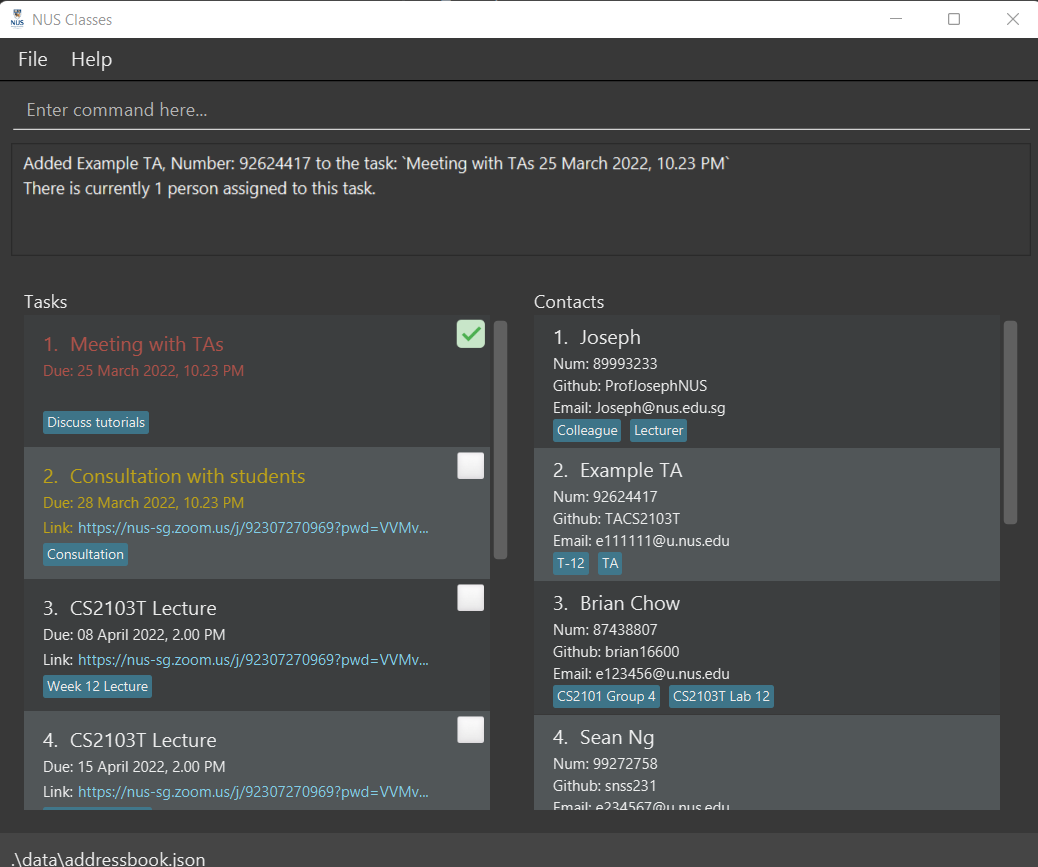 NUS
NUS Classes
File Help
Enter command here...
Added Example TA, Number: 92624417 to the task: `Meeting with TAs 25 March 2022, 10.23 PM`
There is currently 1 person assigned to this task.
Tasks
1. Meeting with TAs
Due: 25 March 2022, 10.23 PM
Discuss tutorials
2. Consultation with students
Due: 28 March 2022, 10.23 PM
Link: https://nus-sg.zoom.us/j/92307270969?pwd=VVMv...
Consultation
3. CS2103T Lecture
Due: 08 April 2022, 2.00 PM
Link: https://nus-sg.zoom.us/j/92307270969?pwd=VVMv...
Week 12 Lecture
4. CS2103T Lecture
Due: 15 April 2022, 2.00 PM
Link: https://nus-sg.zoom.us/j/92307270969?pwd=VVMv...
Contacts
1. Joseph
Num: 89993233
Github: ProfJosephNUS
Email: Joseph@nus.edu.sg
Colleague Lecturer
2. Example TA
Num: 92624417
Github: TACS2103T
Email: e111111@u.nus.edu
T-12 TA
3. Brian Chow
Num: 87438807
Github: brian16600
Email: e123456@u.nus.edu
CS2101 Group 4 CS2103T Lab 12
4. Sean Ng
Num: 99272758
Github: snss231
Email: e234567@u.nus.edu
.\data\addressbook.json